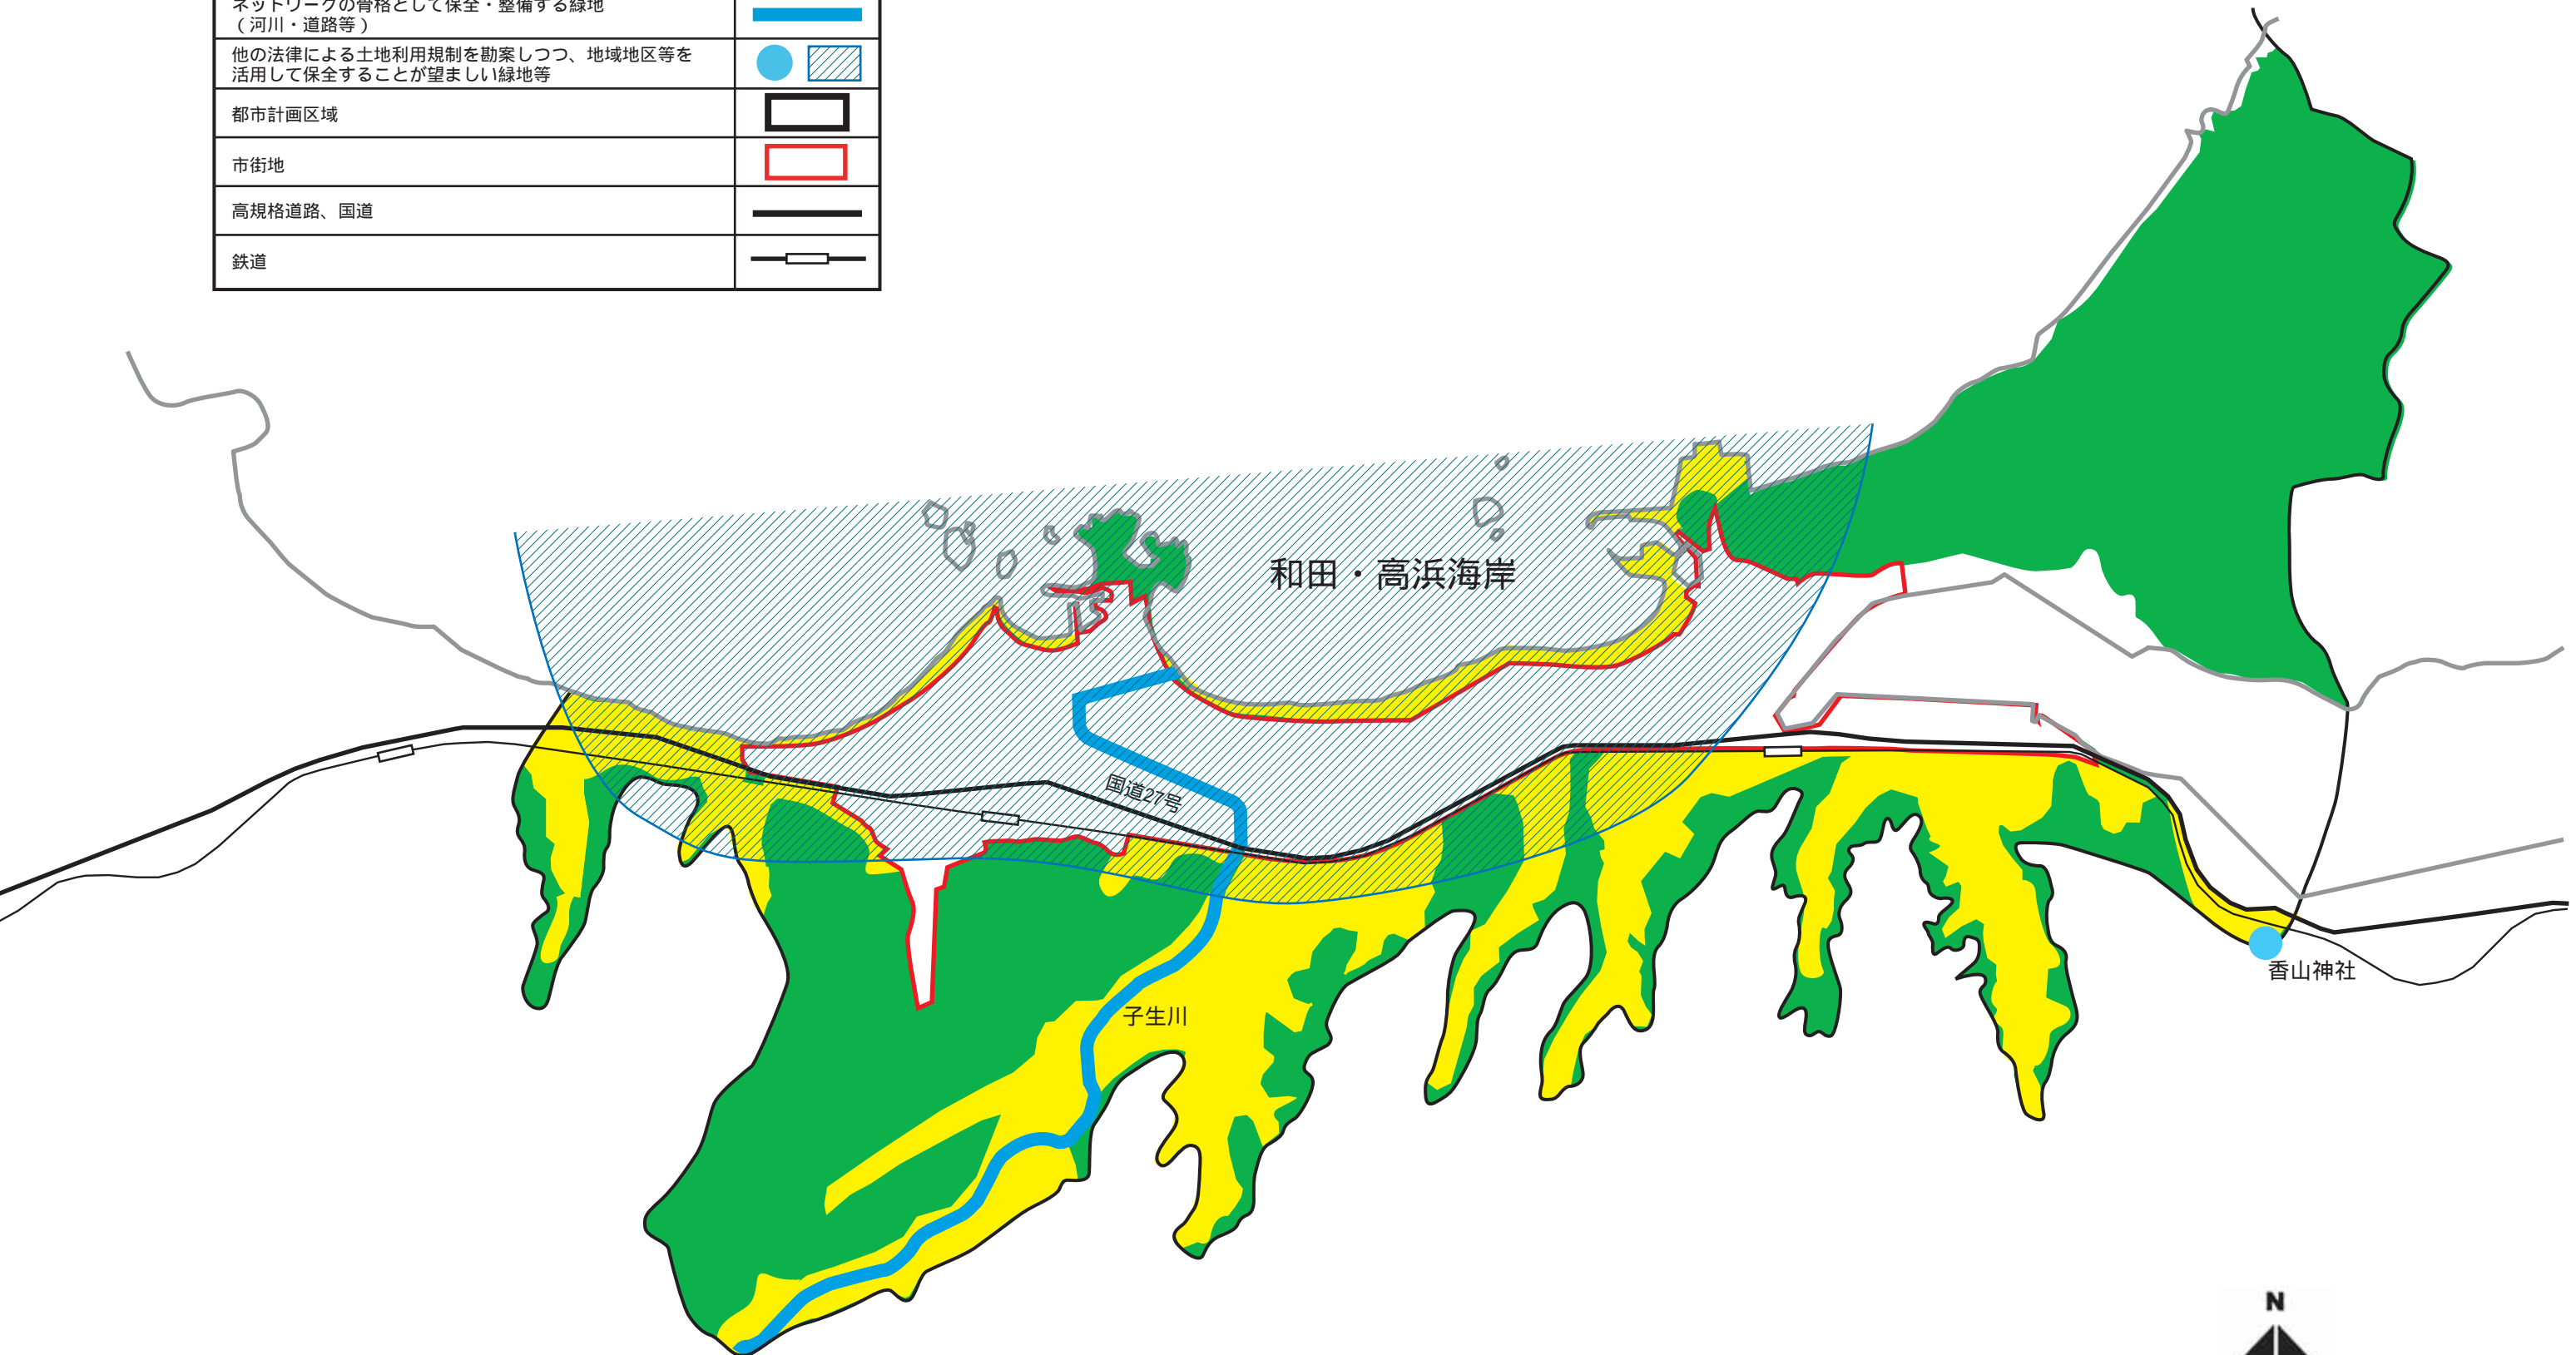 ネットワークの骨格として保全・整備する緑地
（河川・道路等）
他の法律による土地利用規制を勘案しつつ、地域地区等を
活用して保全することが望ましい緑地等
都市計画区域
市街地
高規格道路、国道
鉄道
和田・高浜海岸
国道27号
子生川
香山神社
N